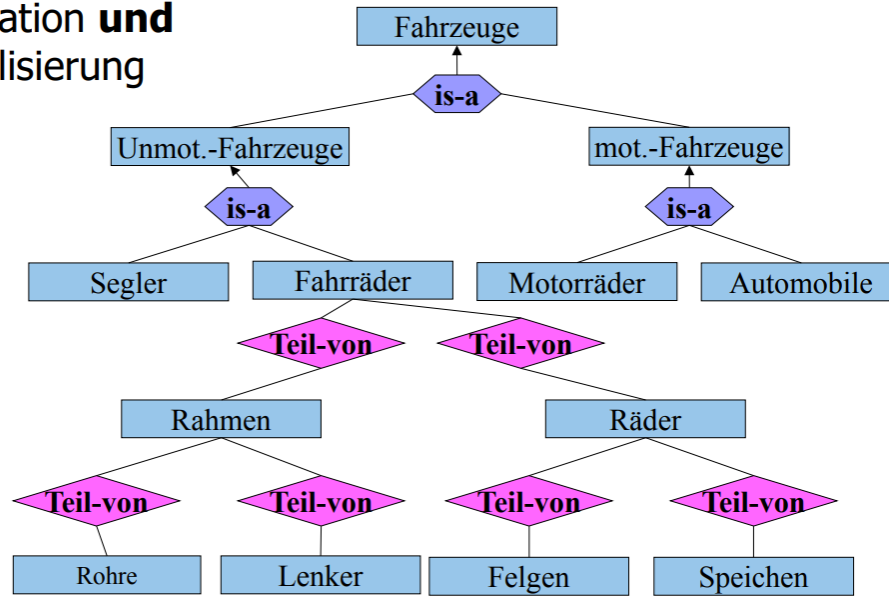 ation und
Fahrzeuge
lisierung
is-a
Unmot.-Fahrzeuge
mot.-Fahrzeuge
is-a
is-a
Segler
Fahrräder
Motorräder
Automobile
Teil-von
Teil-von
Rahmen
Räder
Teil-von
Teil-von
Teil-von
Teil-von
Rohre
Lenker
Felgen
Speichen